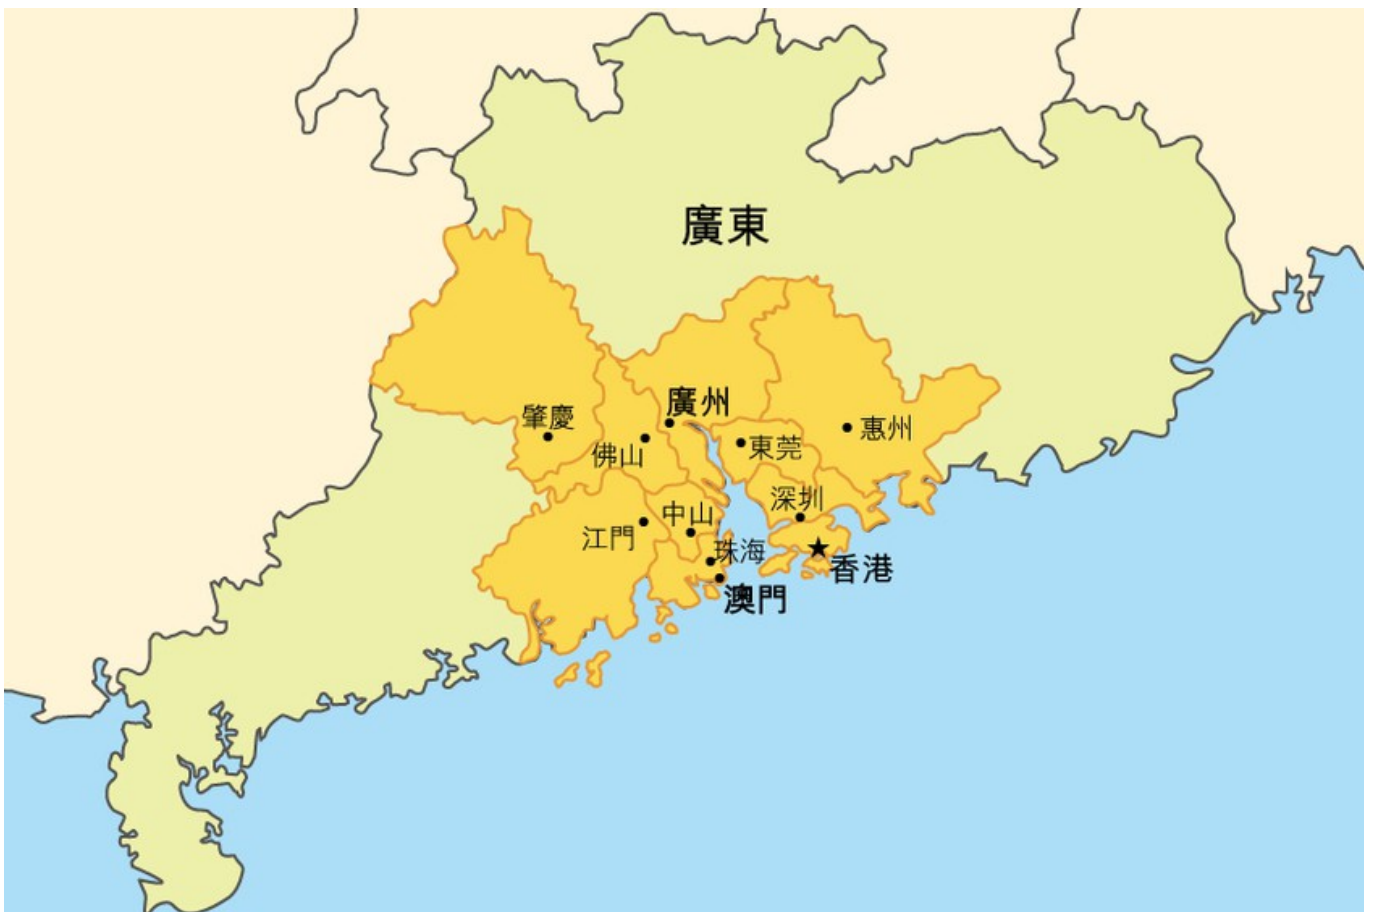 廣東
廣州
肇慶
惠州
東莞
佛山
深圳
中山
江門
珠海
香港
澳門